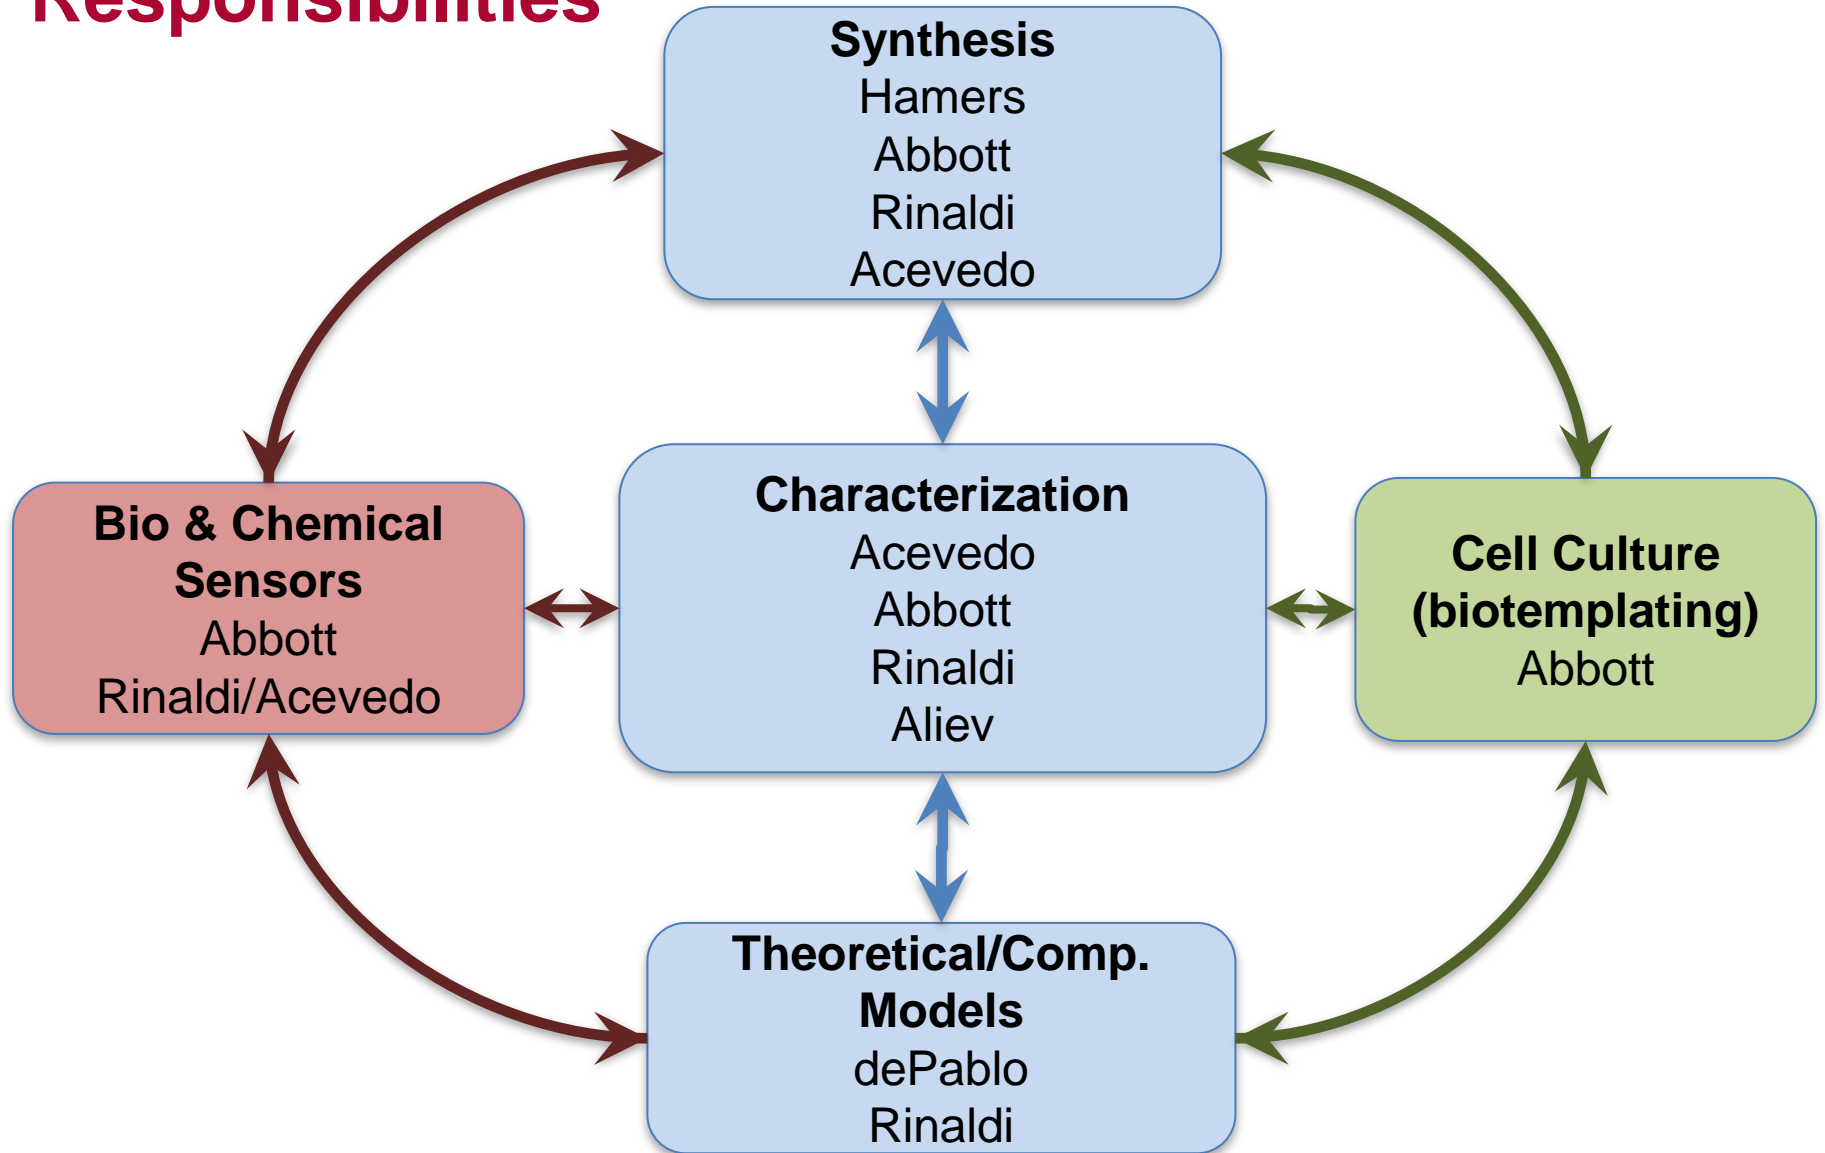 Responsibilities
Synthesis
Hamers
Abbott
Rinaldi
Acevedo
Bio & Chemical
Sensors
Abbott
Rinaldi/Acevedo
Characterization
Acevedo
Abbott
Rinaldi
Aliev
Cell Culture
(biotemplating)
Abbott
Theoretical/Comp.
Models
dePablo
Rinaldi